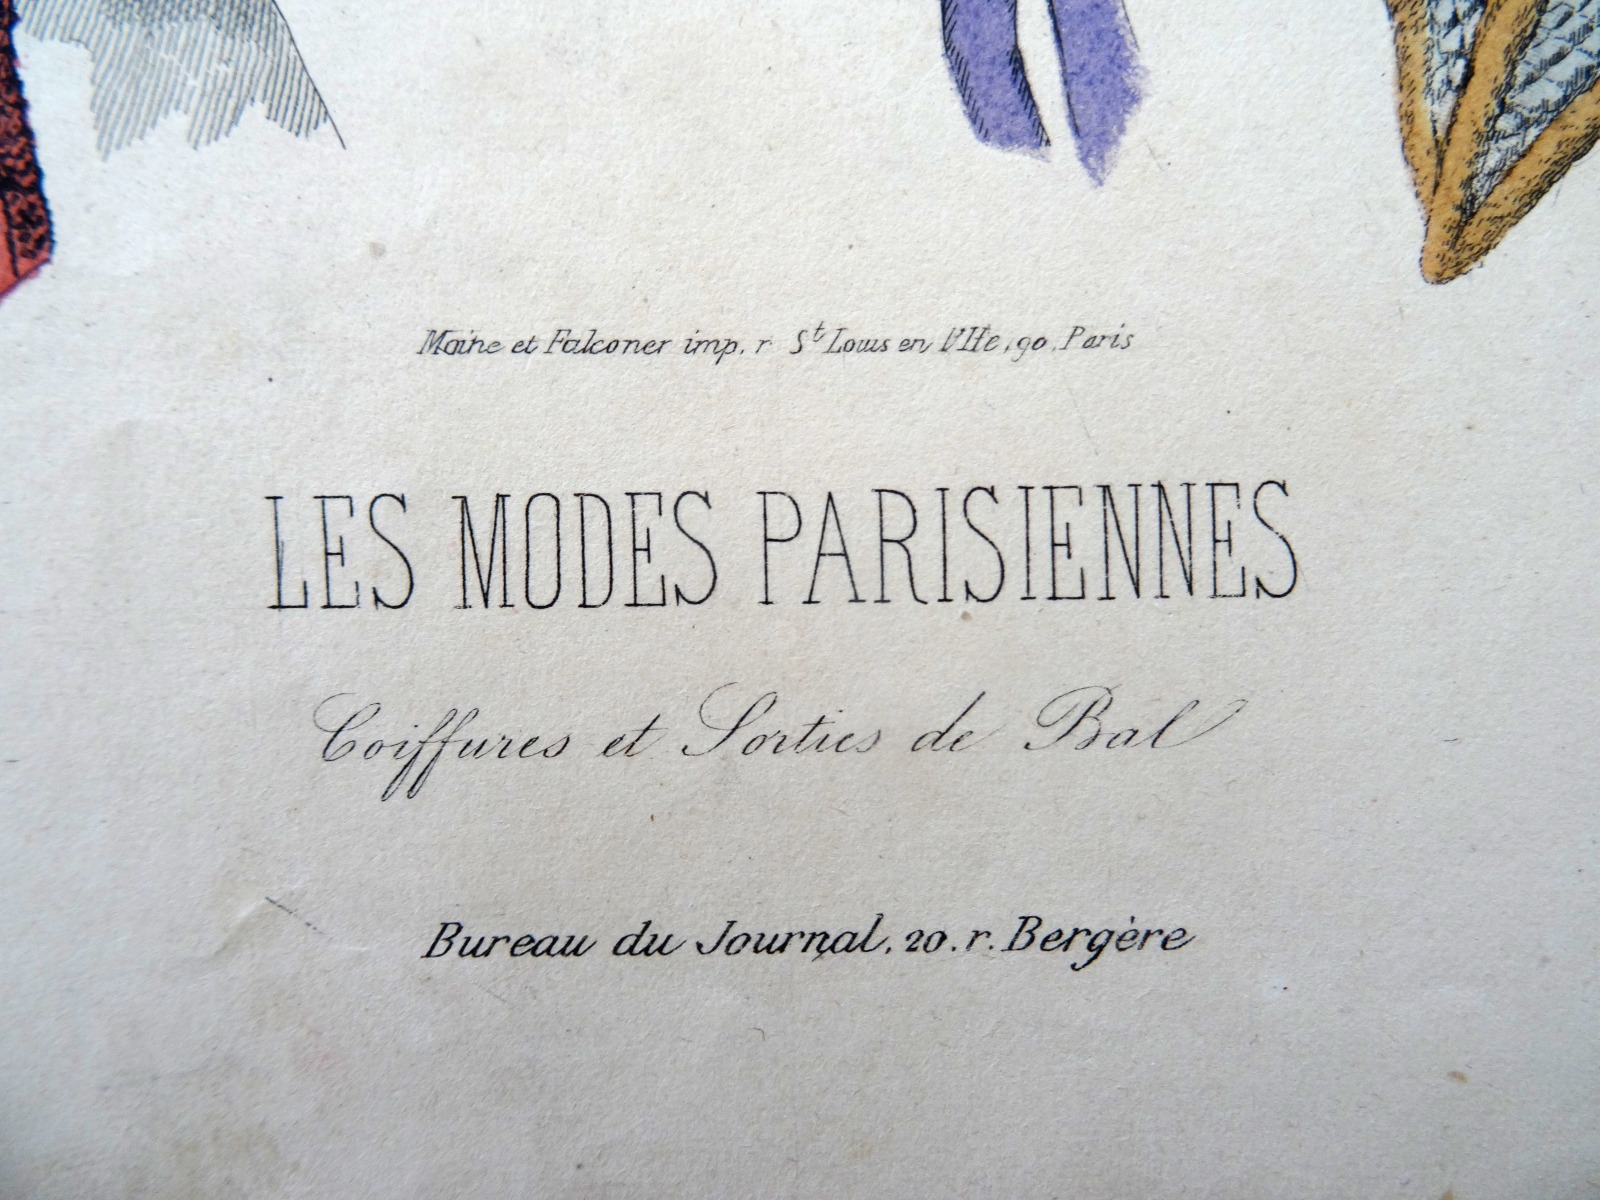 Maine et Falconer imp. r St Louis en l'Ile, 90, Paris
LES MODES PARISIENNES
Coiffures et Sorties de Bal
Bureau du Journal, 20. r. Bergère